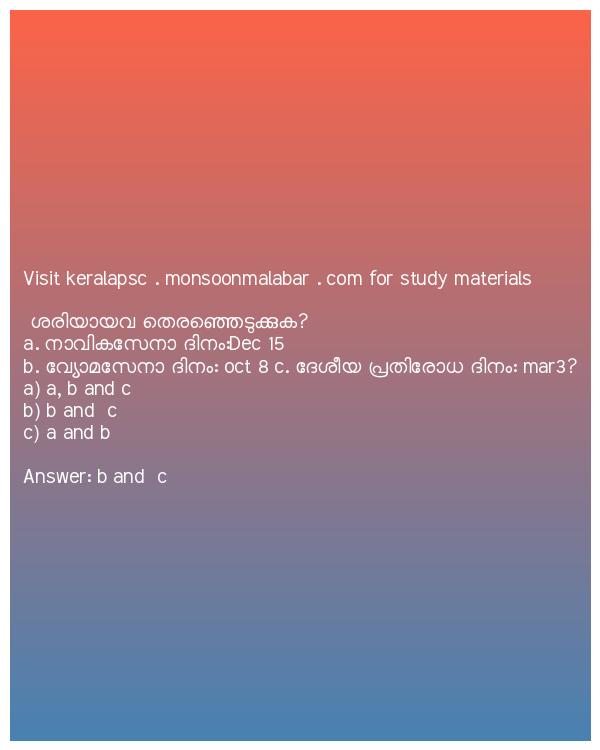 Visit keralapsc . monsoonmalabar . com for study materials
ശരിയായവ തെരഞ്ഞെടുക്കുക?
a. നാവികസേനാ ദിനം:Dec 15
b. വ്യോമസേനാ ദിനം: oct 8 c. ദേശീയ പ്രതിരോധ ദിനം: mar3?
a) a, b and c
b) b and  c
c) a and b
Answer: b and  c